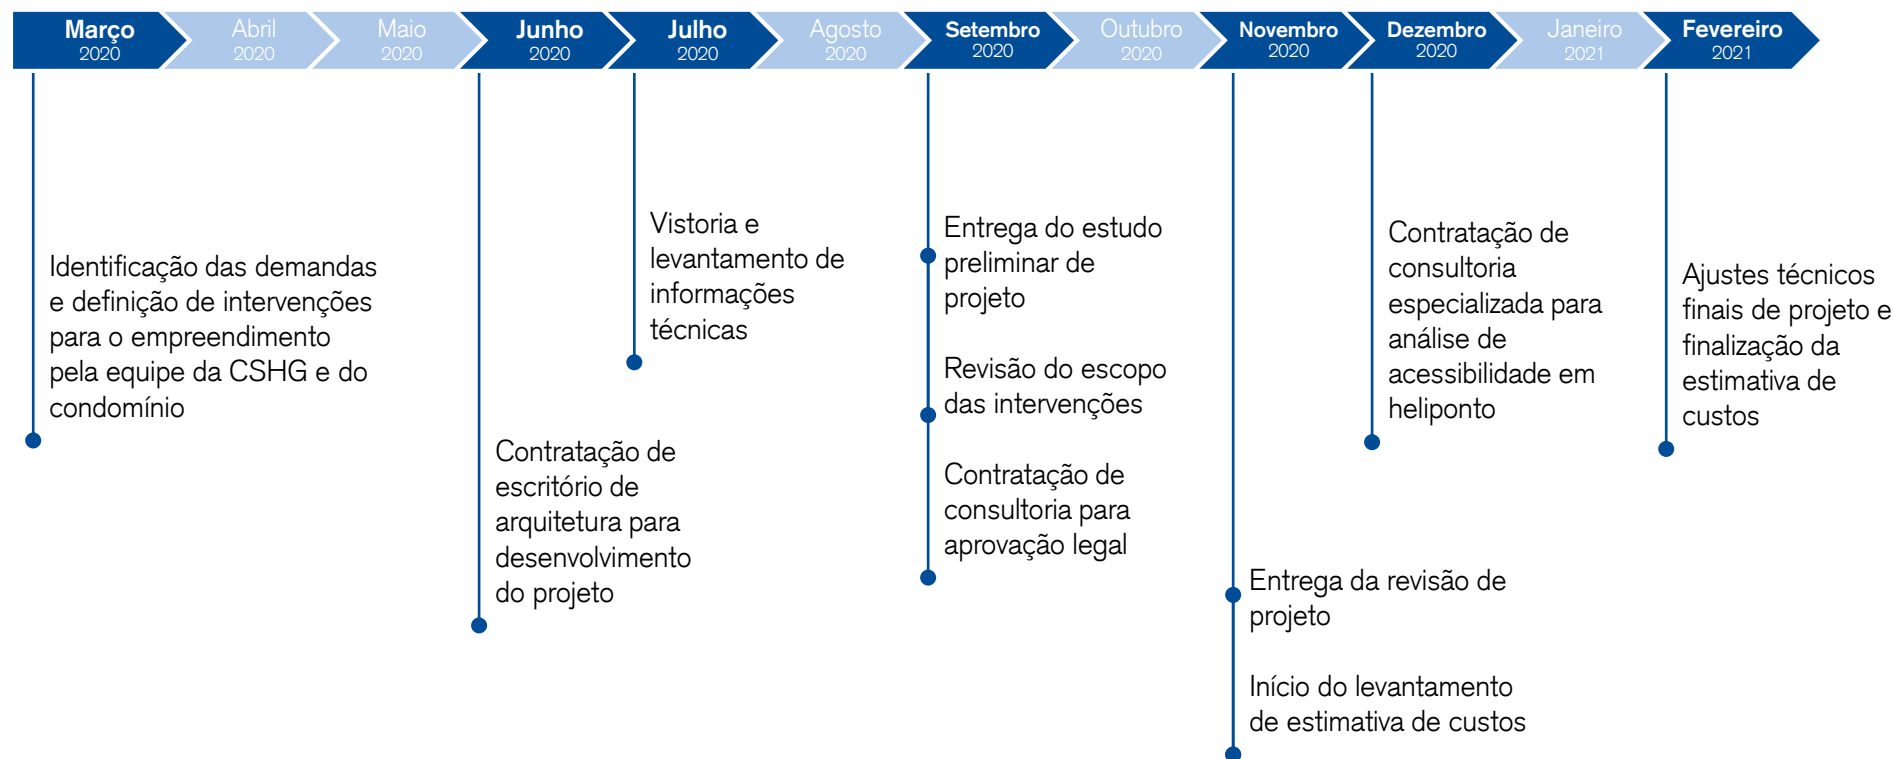 Março
2020
Abril
2020
Maio
2020
Junho
2020
Julho
2020
Agosto
2020
Setembro
2020
Outubro
2020
Novembro
2020
Dezembro
2020
Janeiro
2021
Fevereiro
2021
Identificação das demandas
e definição de intervenções
para o empreendimento
pela equipe da CSHG e do
condomínio
Contratação de
escritório de
arquitetura para
desenvolvimento
do projeto
Vistoria e
levantamento de
informações
técnicas
Entrega do estudo
preliminar de
projeto
Revisão do escopo
das intervenções
Contratação de
consultoria para
aprovação legal
Entrega da revisão de
projeto
Início do levantamento
de estimativa de custos
Contratação de
consultoria
especializada para
análise de
acessibilidade em
heliponto
Ajustes técnicos
finais de projeto e
finalização da
estimativa de
custos